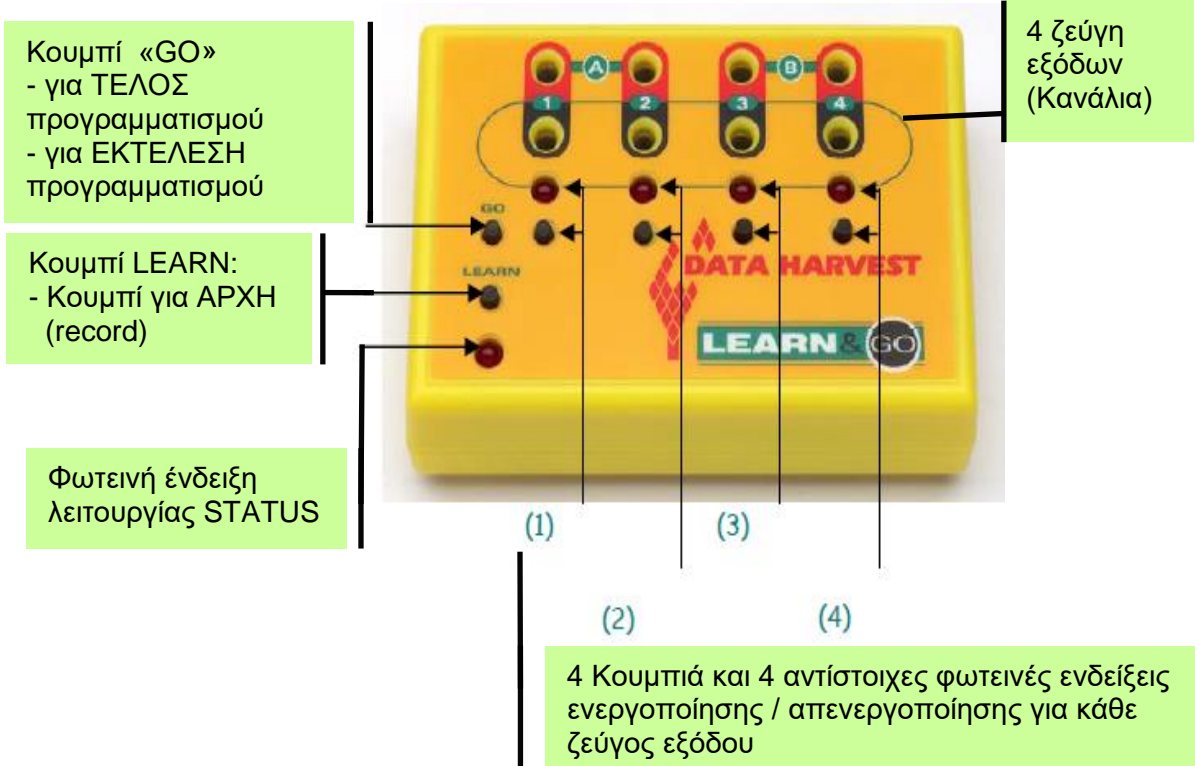 Κουμπί «GO»
- για ΤΕΛΟΣ
προγραμματισμού
- για ΕΚΤΕΛΕΣΗ
προγραμματισμού
4 ζεύγη
εξόδων
(Κανάλια)
A
B
1
2
3
4
GO
LEARN
DATA HARVEST
LEARN & GO
Κουμπί LEARN:
- Κουμπί για ΑΡΧΗ
(record)
Φωτεινή ένδειξη
λειτουργίας STATUS
(1)
(3)
(2)
(4)
4 Κουμπιά και 4 αντίστοιχες φωτεινές ενδείξεις
ενεργοποίησης / απενεργοποίησης για κάθε
ζεύγος εξόδου